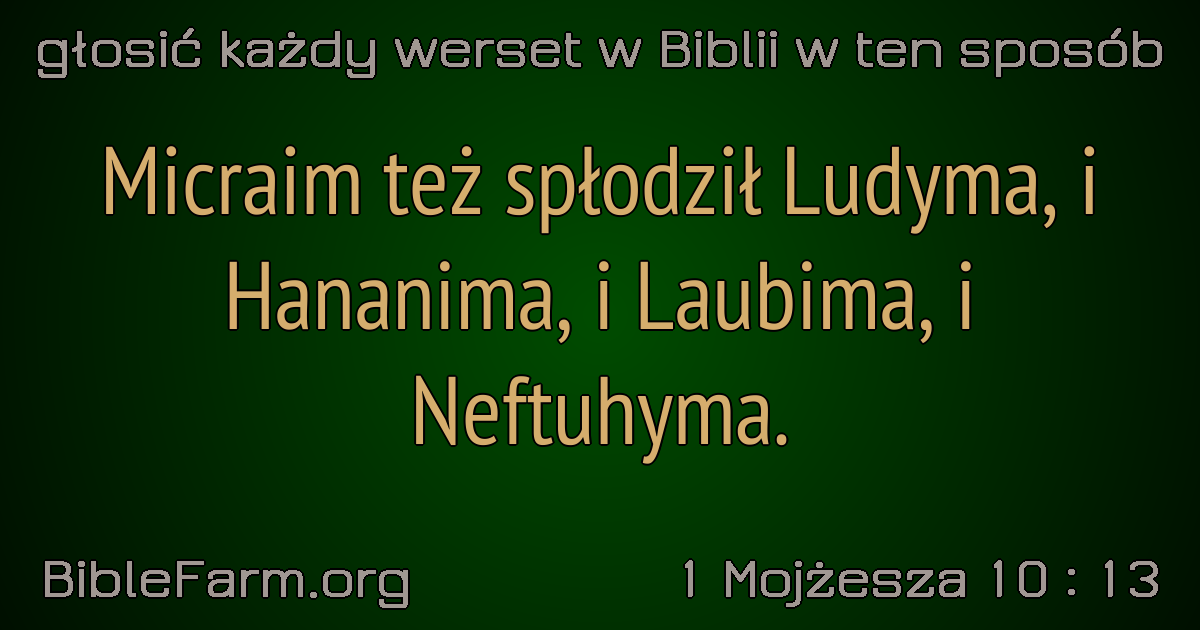 głosić każdy werset w Biblii w ten sposób
Micraim też spłodził Ludyma, i
Hananima, i Laubima, i
Neftuhyma.
BibleFarm.org
1 Mojżesza 10 : 13